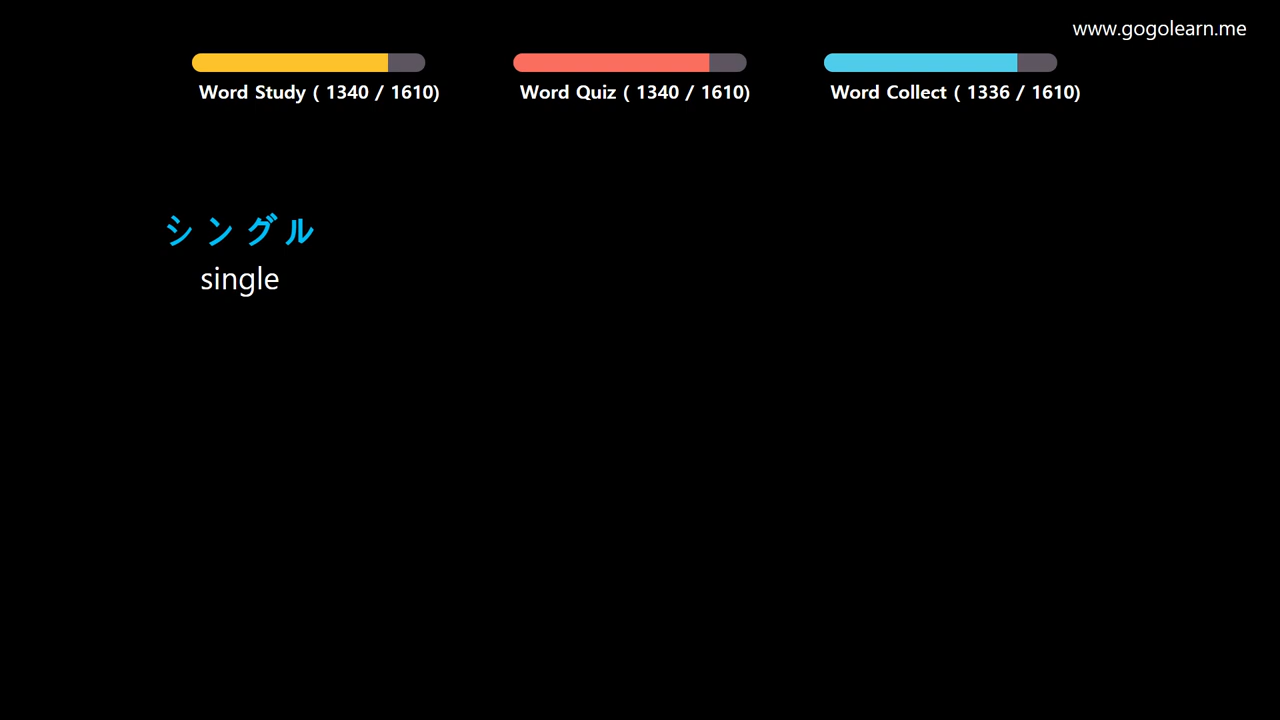 www.gogolearn.me
Word Study ( 1340 / 1610)
Word Quiz ( 1340 / 1610)
Word Collect ( 1336 / 1610)
シングル
single